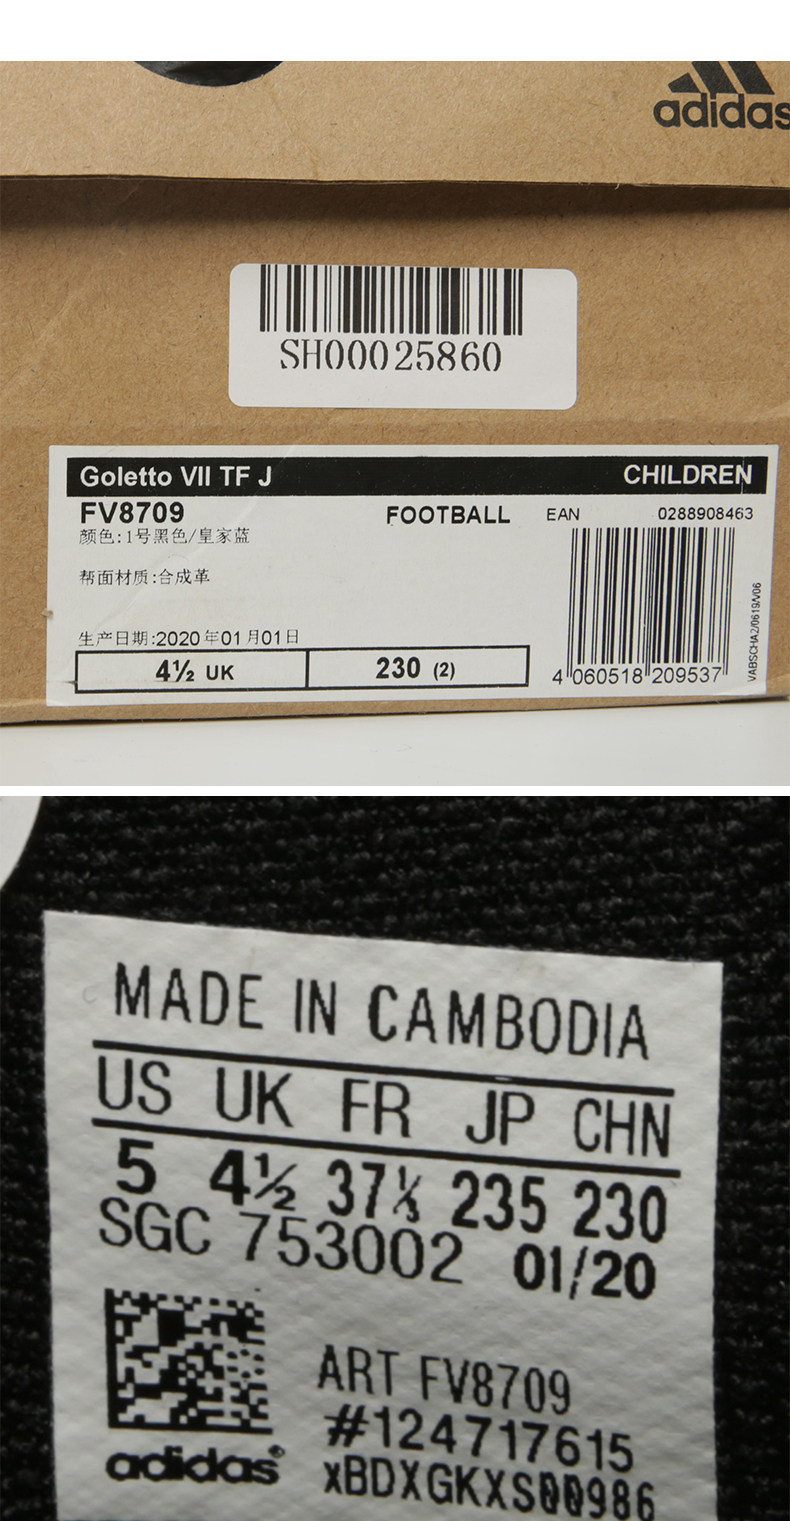 adidas
SH00025860
Goletto VII TF J CHILDREN
FV8709 FOOTBALL EAN 0288908463
颜色:1号黑色/皇家蓝
帮面材质:合成革
生产日期:2020年01月01日
4½ UK 230 (2)
4 060518 209537
VABSCHA2/0619/V06
MADE IN CAMBODIA
US UK FR JP CHN
5 4½ 37⅓ 235 230
SGC 753002 01/20
ART FV8709
#124717615
adidas®
xBDXGKXS00986